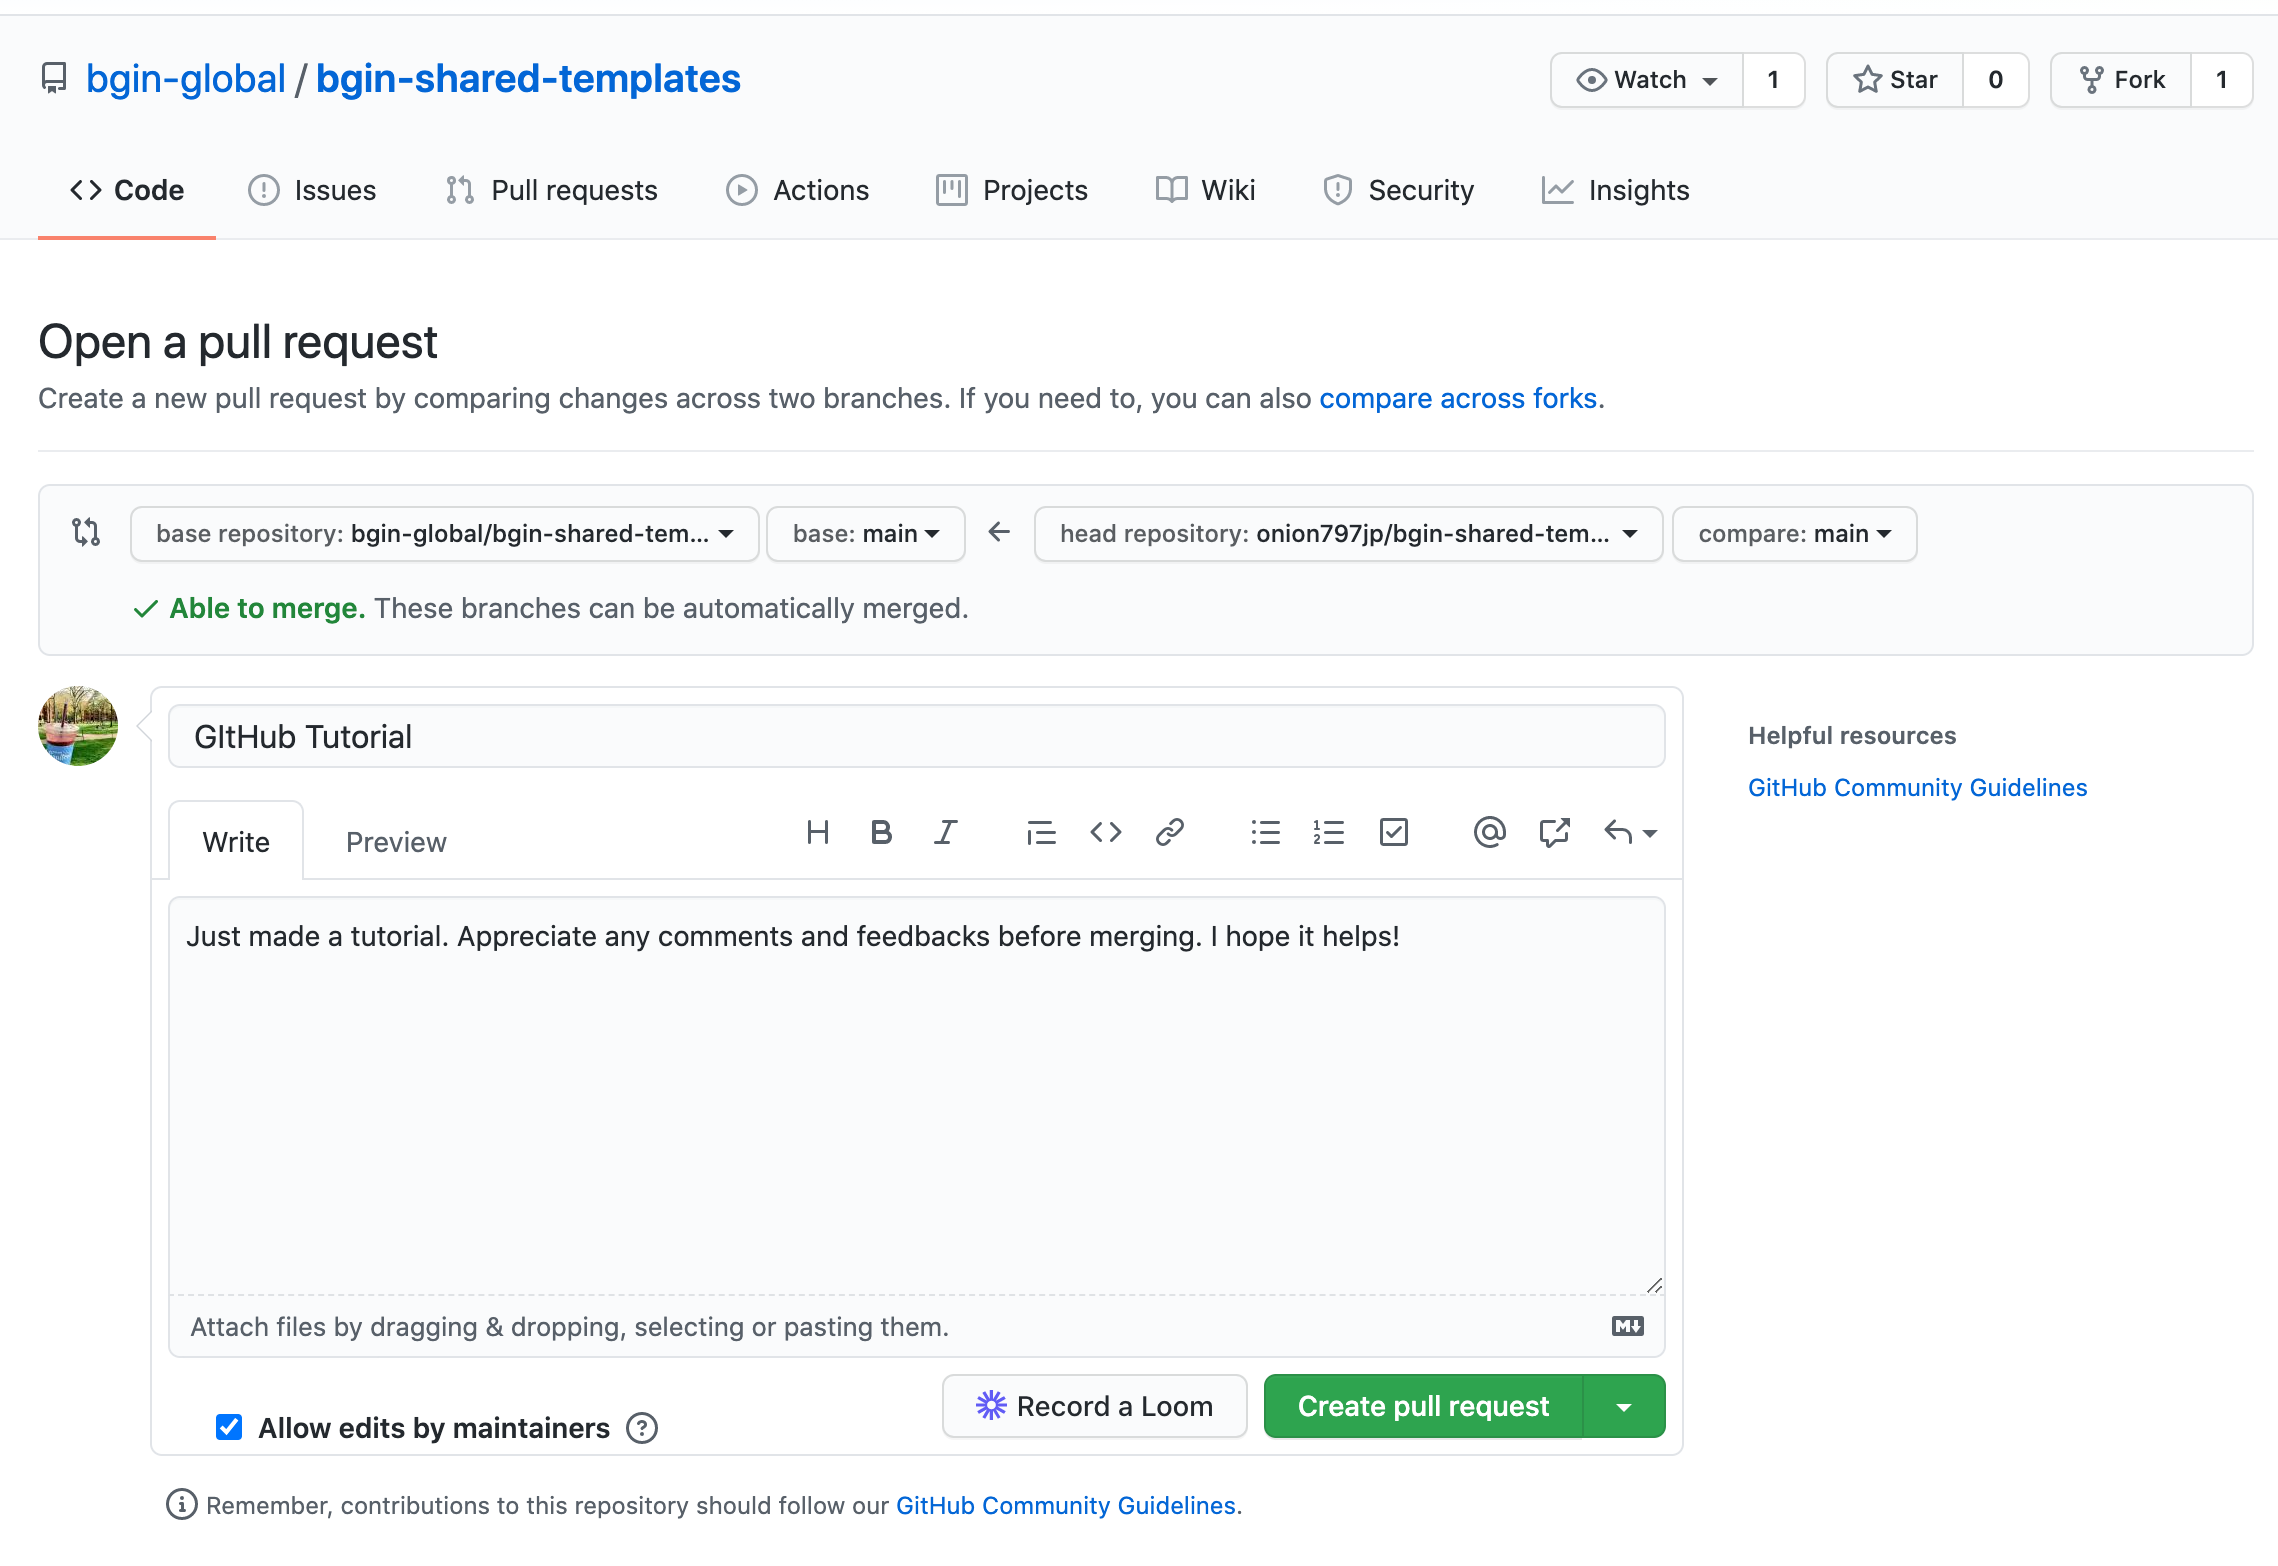 bgin-global / bgin-shared-templates
Watch 1 Star 0 Fork 1
Code Issues Pull requests Actions Projects Wiki Security Insights
Open a pull request
Create a new pull request by comparing changes across two branches. If you need to, you can also compare across forks.
base repository: bgin-global/bgin-shared-tem... base: main ← head repository: onion797jp/bgin-shared-tem... compare: main
Able to merge. These branches can be automatically merged.
GItHub Tutorial
Helpful resources
GitHub Community Guidelines
Write Preview
Just made a tutorial. Appreciate any comments and feedbacks before merging. I hope it helps!
Attach files by dragging & dropping, selecting or pasting them.
Allow edits by maintainers Record a Loom Create pull request
Remember, contributions to this repository should follow our GitHub Community Guidelines.